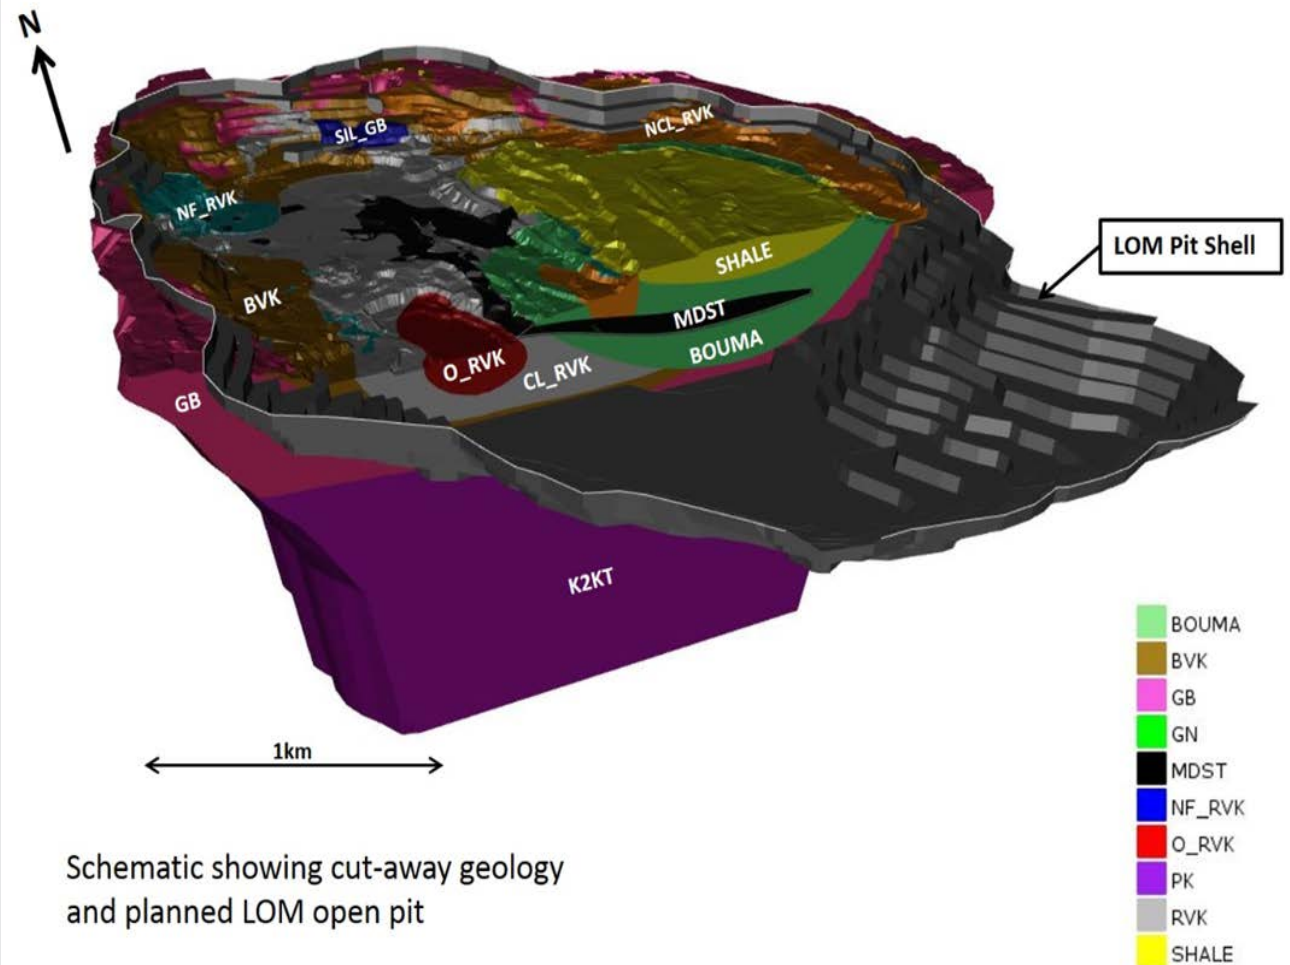 N
SIL_GB
NCL_RVK
NF_RVK
LOM Pit Shell
SHALE
BVK
MDST
BOUMA
O_RVK
CL_RVK
GB
K2KT
1km
BOUMA
BVK
GB
GN
MDST
NF_RVK
O_RVK
PK
RVK
SHALE
Schematic showing cut-away geology
and planned LOM open pit